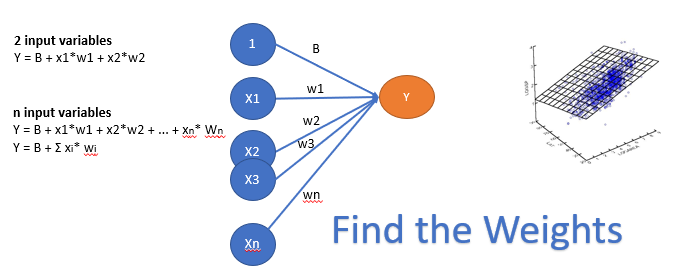 2 input variables
Y = B + x1*w1 + x2*w2
n input variables
Y = B + x1*w1 + x2*w2 + ... + xn* Wn
Y = B + Σ xi* wi
1
B
X1
w1
Y
w2
X2
w3
X3
wn
Xn
Find the Weights